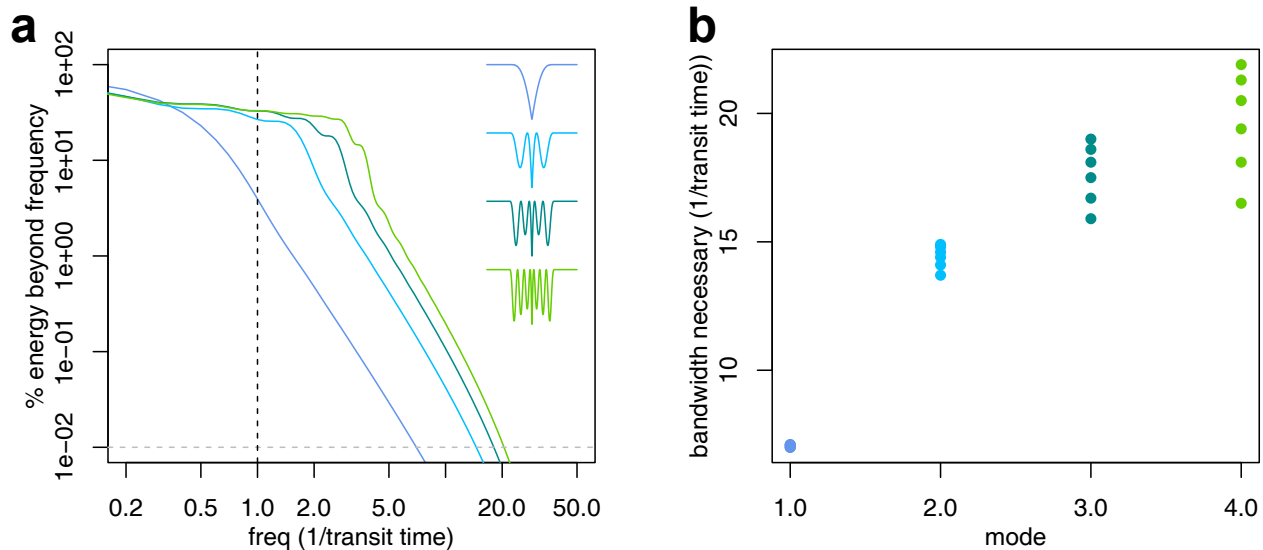 a
% energy beyond frequency
1e+02
1e+01
1e+00
1e−01
1e−02
0.2 0.5 1.0 2.0 5.0 20.0 50.0
freq (1/transit time)
b
bandwidth necessary (1/transit time))
20
15
10
1.0 2.0 3.0 4.0
mode